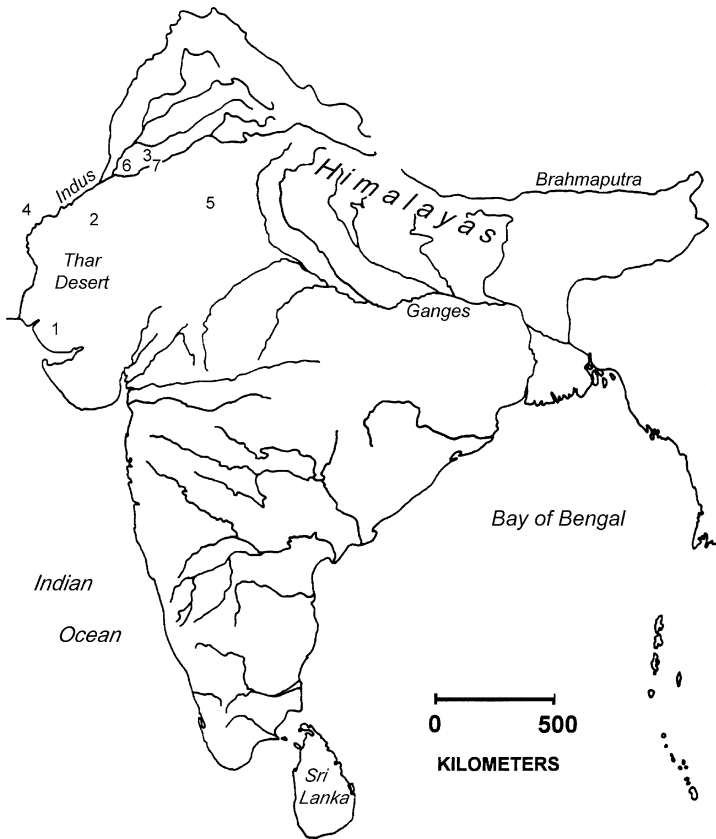 Himalayas
Brahmaputra
3
6
7
Indus
4
2
5
Thar
Desert
1
Ganges
Bay of Bengal
Indian
Ocean
0
500
KILOMETERS
Sri
Lanka